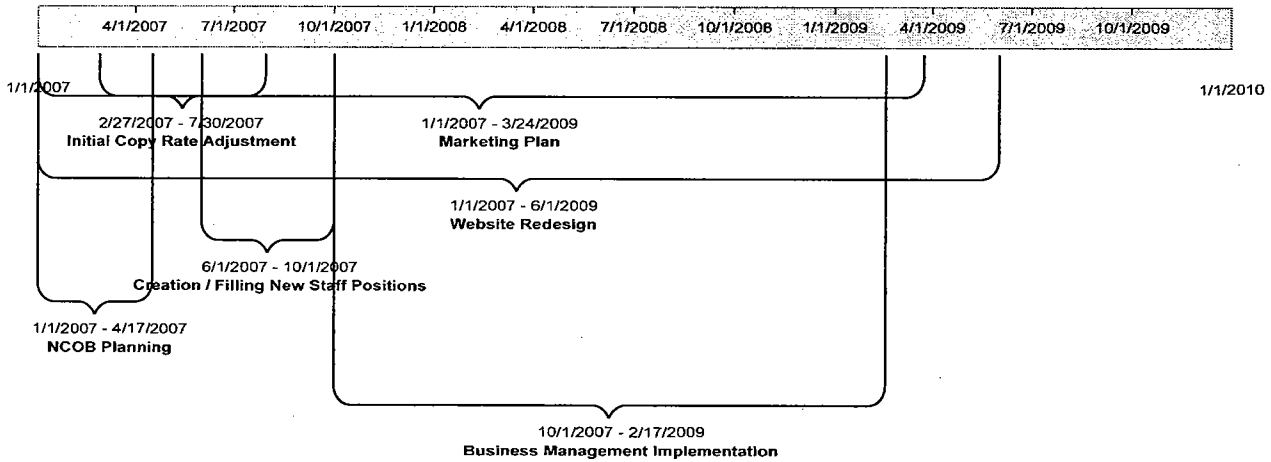 4/1/2007 7/1/2007 10/1/2007 1/1/2008 4/1/2008 7/1/2008 10/1/2008 1/1/2009 4/1/2009 7/1/2009 10/1/2009
1/1/2007
1/1/2010
2/27/2007 - 7/30/2007
Initial Copy Rate Adjustment
1/1/2007 - 3/24/2009
Marketing Plan
1/1/2007 - 6/1/2009
Website Redesign
6/1/2007 - 10/1/2007
Creation / Filling New Staff Positions
1/1/2007 - 4/17/2007
NCOB Planning
10/1/2007 - 2/17/2009
Business Management Implementation